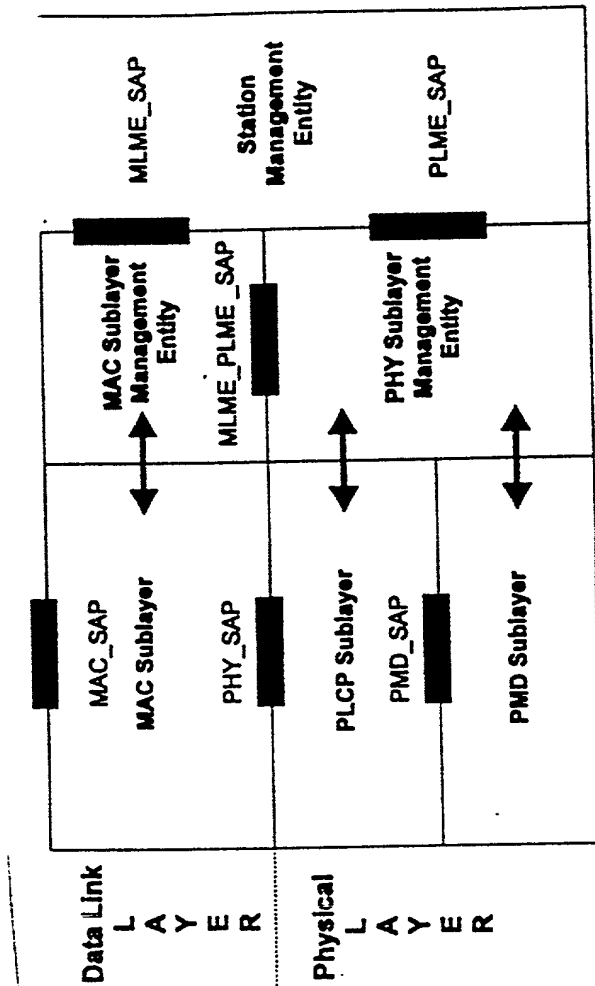 Data Link
L
A
Y
E
R
Physical
L
A
Y
E
R
MAC_SAP
MAC Sublayer
PHY_SAP
PLCP Sublayer
PMD_SAP
PMD Sublayer
MAC Sublayer
Management
Entity
MLME_PLME_SAP
PHY Sublayer
Management
Entity
MLME_SAP
Station
Management
Entity
PLME_SAP